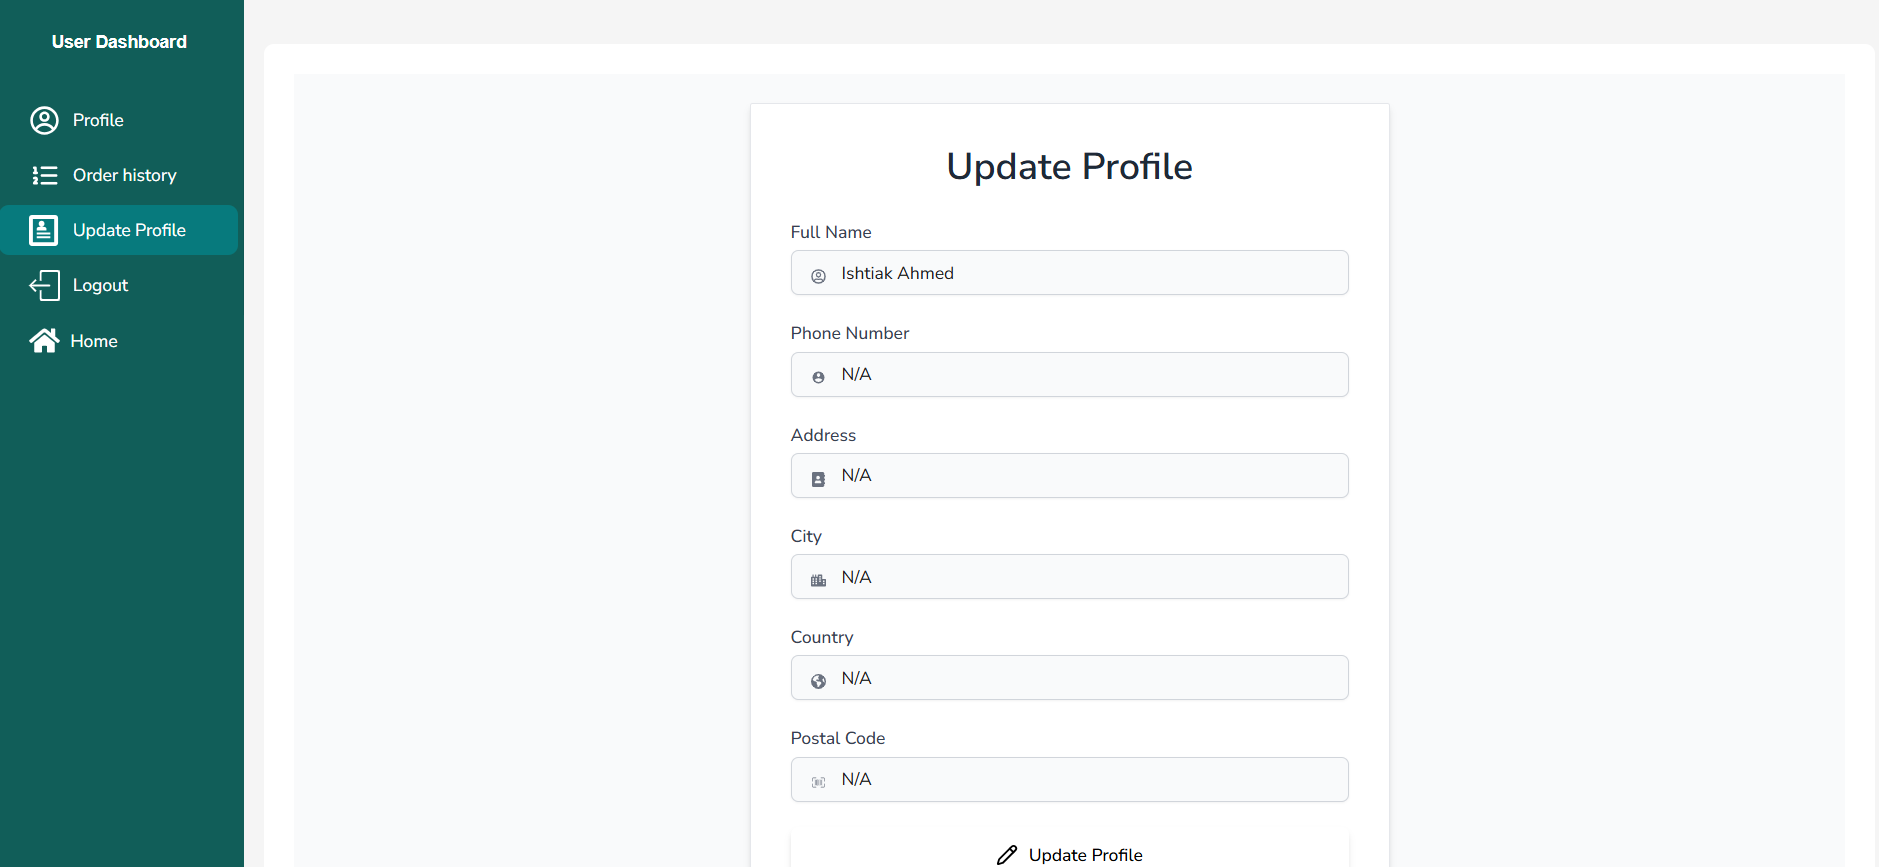 User Dashboard
Profile
Order history
Update Profile
Logout
Home
Update Profile
Full Name
Ishtiak Ahmed
Phone Number
N/A
Address
N/A
City
N/A
Country
N/A
Postal Code
N/A
Update Profile